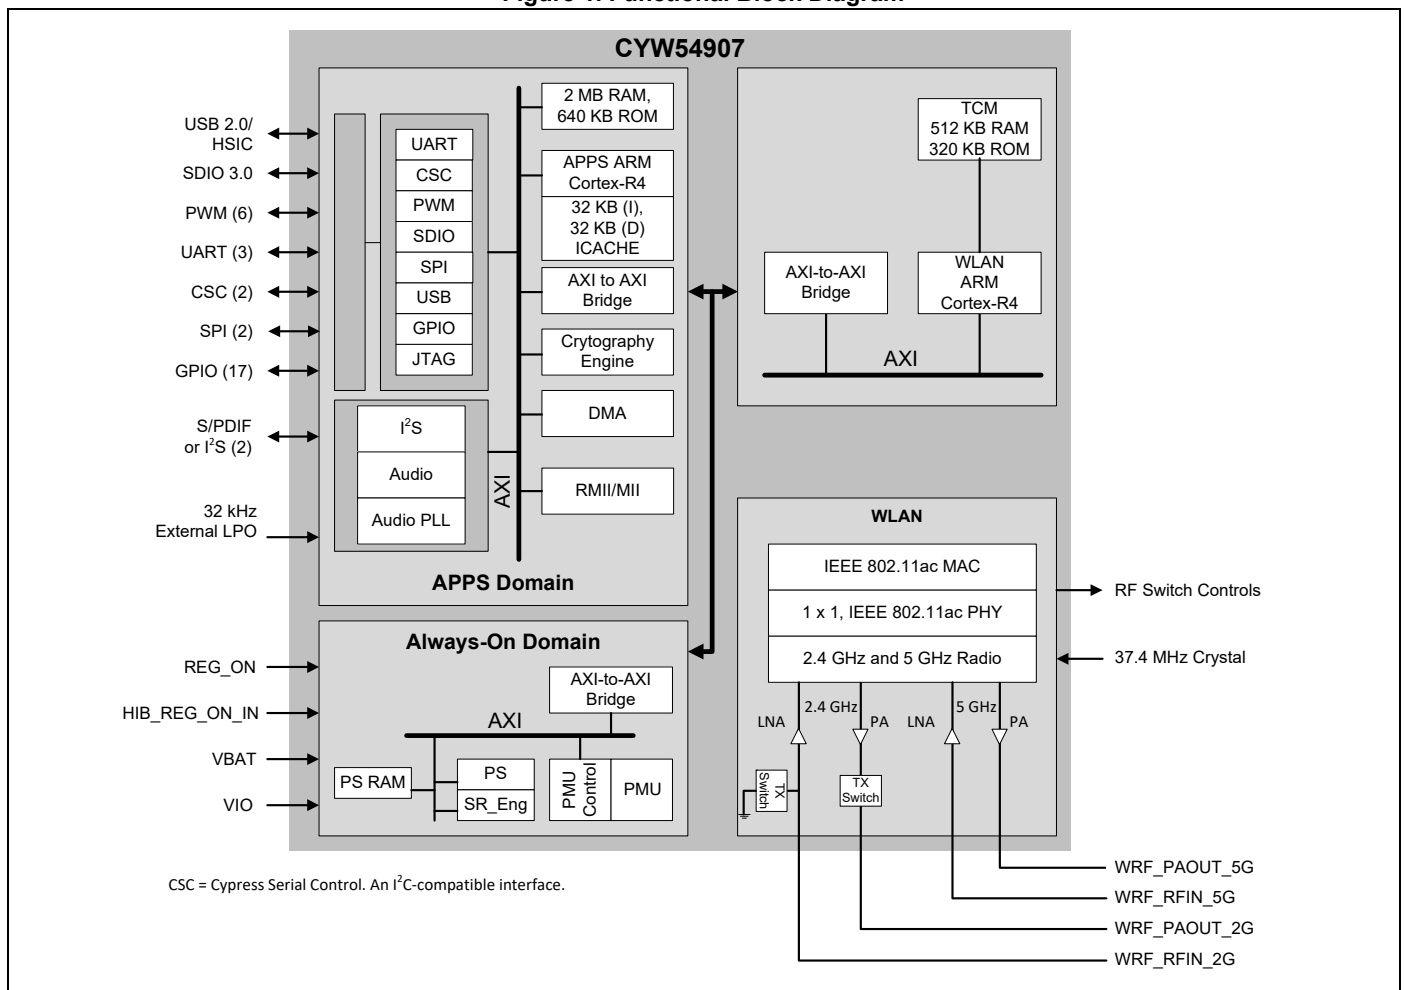 Figure 1. Functional Block Diagram
CYW54907
USB 2.0/
HSIC
SDIO 3.0
PWM (6)
UART (3)
CSC (2)
SPI (2)
GPIO (17)
S/PDIF
or I²S (2)
32 kHz
External LPO
UART
CSC
PWM
SDIO
SPI
USB
GPIO
JTAG
I²S
Audio
Audio PLL
AXI
2 MB RAM,
640 KB ROM
APPS ARM
Cortex-R4
32 KB (I),
32 KB (D)
ICACHE
AXI to AXI
Bridge
Crytography
Engine
DMA
RMII/MII
APPS Domain
TCM
512 KB RAM
320 KB ROM
AXI-to-AXI
Bridge
WLAN
ARM
Cortex-R4
AXI
REG_ON
HIB_REG_ON_IN
VBAT
VIO
Always-On Domain
AXI-to-AXI
Bridge
AXI
PS RAM
PS
SR_Eng
PMU
Control
PMU
WLAN
IEEE 802.11ac MAC
1 x 1, IEEE 802.11ac PHY
2.4 GHz and 5 GHz Radio
RF Switch Controls
37.4 MHz Crystal
LNA
2.4 GHz
PA
LNA
5 GHz
PA
TX
Switch
TX
Switch
WRF_PAOUT_5G
WRF_RFIN_5G
WRF_PAOUT_2G
WRF_RFIN_2G
CSC = Cypress Serial Control. An I²C-compatible interface.